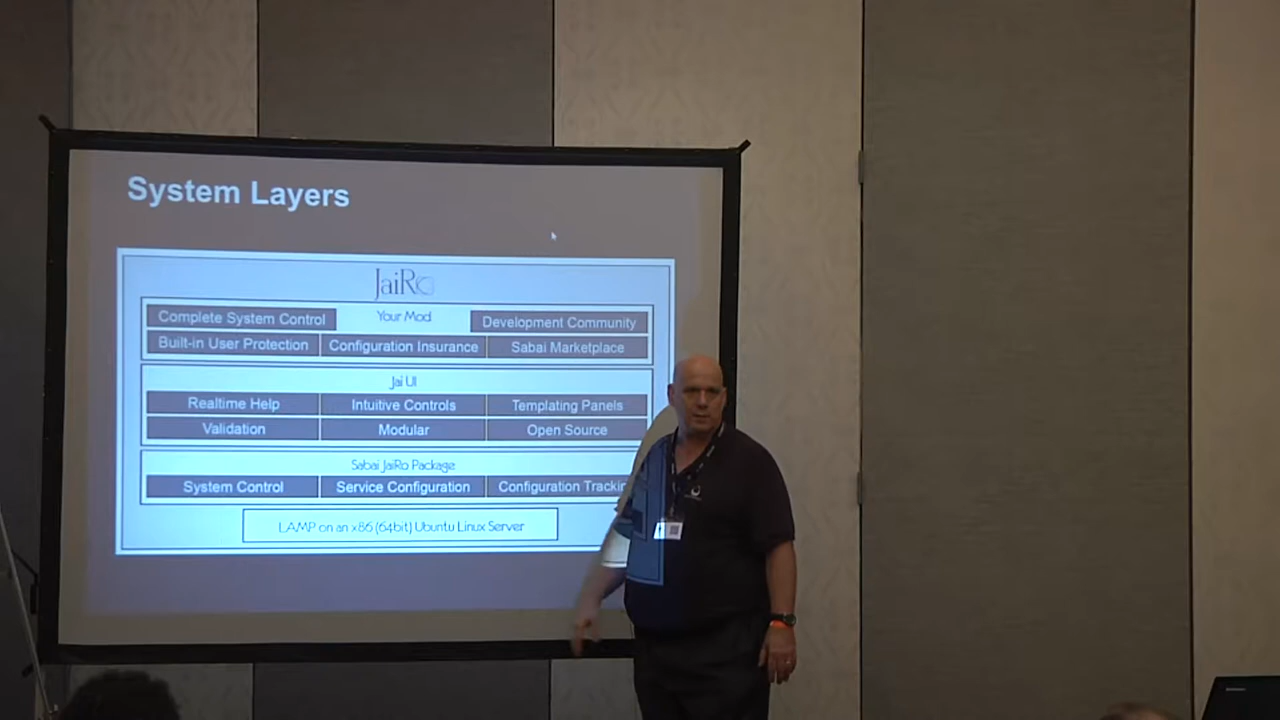 System Layers
JaiRo
Complete System Control
Your Mod
Development Community
Built-in User Protection
Configuration Insurance
Sabai Marketplace
Jai UI
Realtime Help
Intuitive Controls
Templating Panels
Validation
Modular
Open Source
Sabai JaiRo Package
System Control
Service Configuration
Configuration Trackin
LAMP on an x86 (64bit) Ubuntu Linux Server